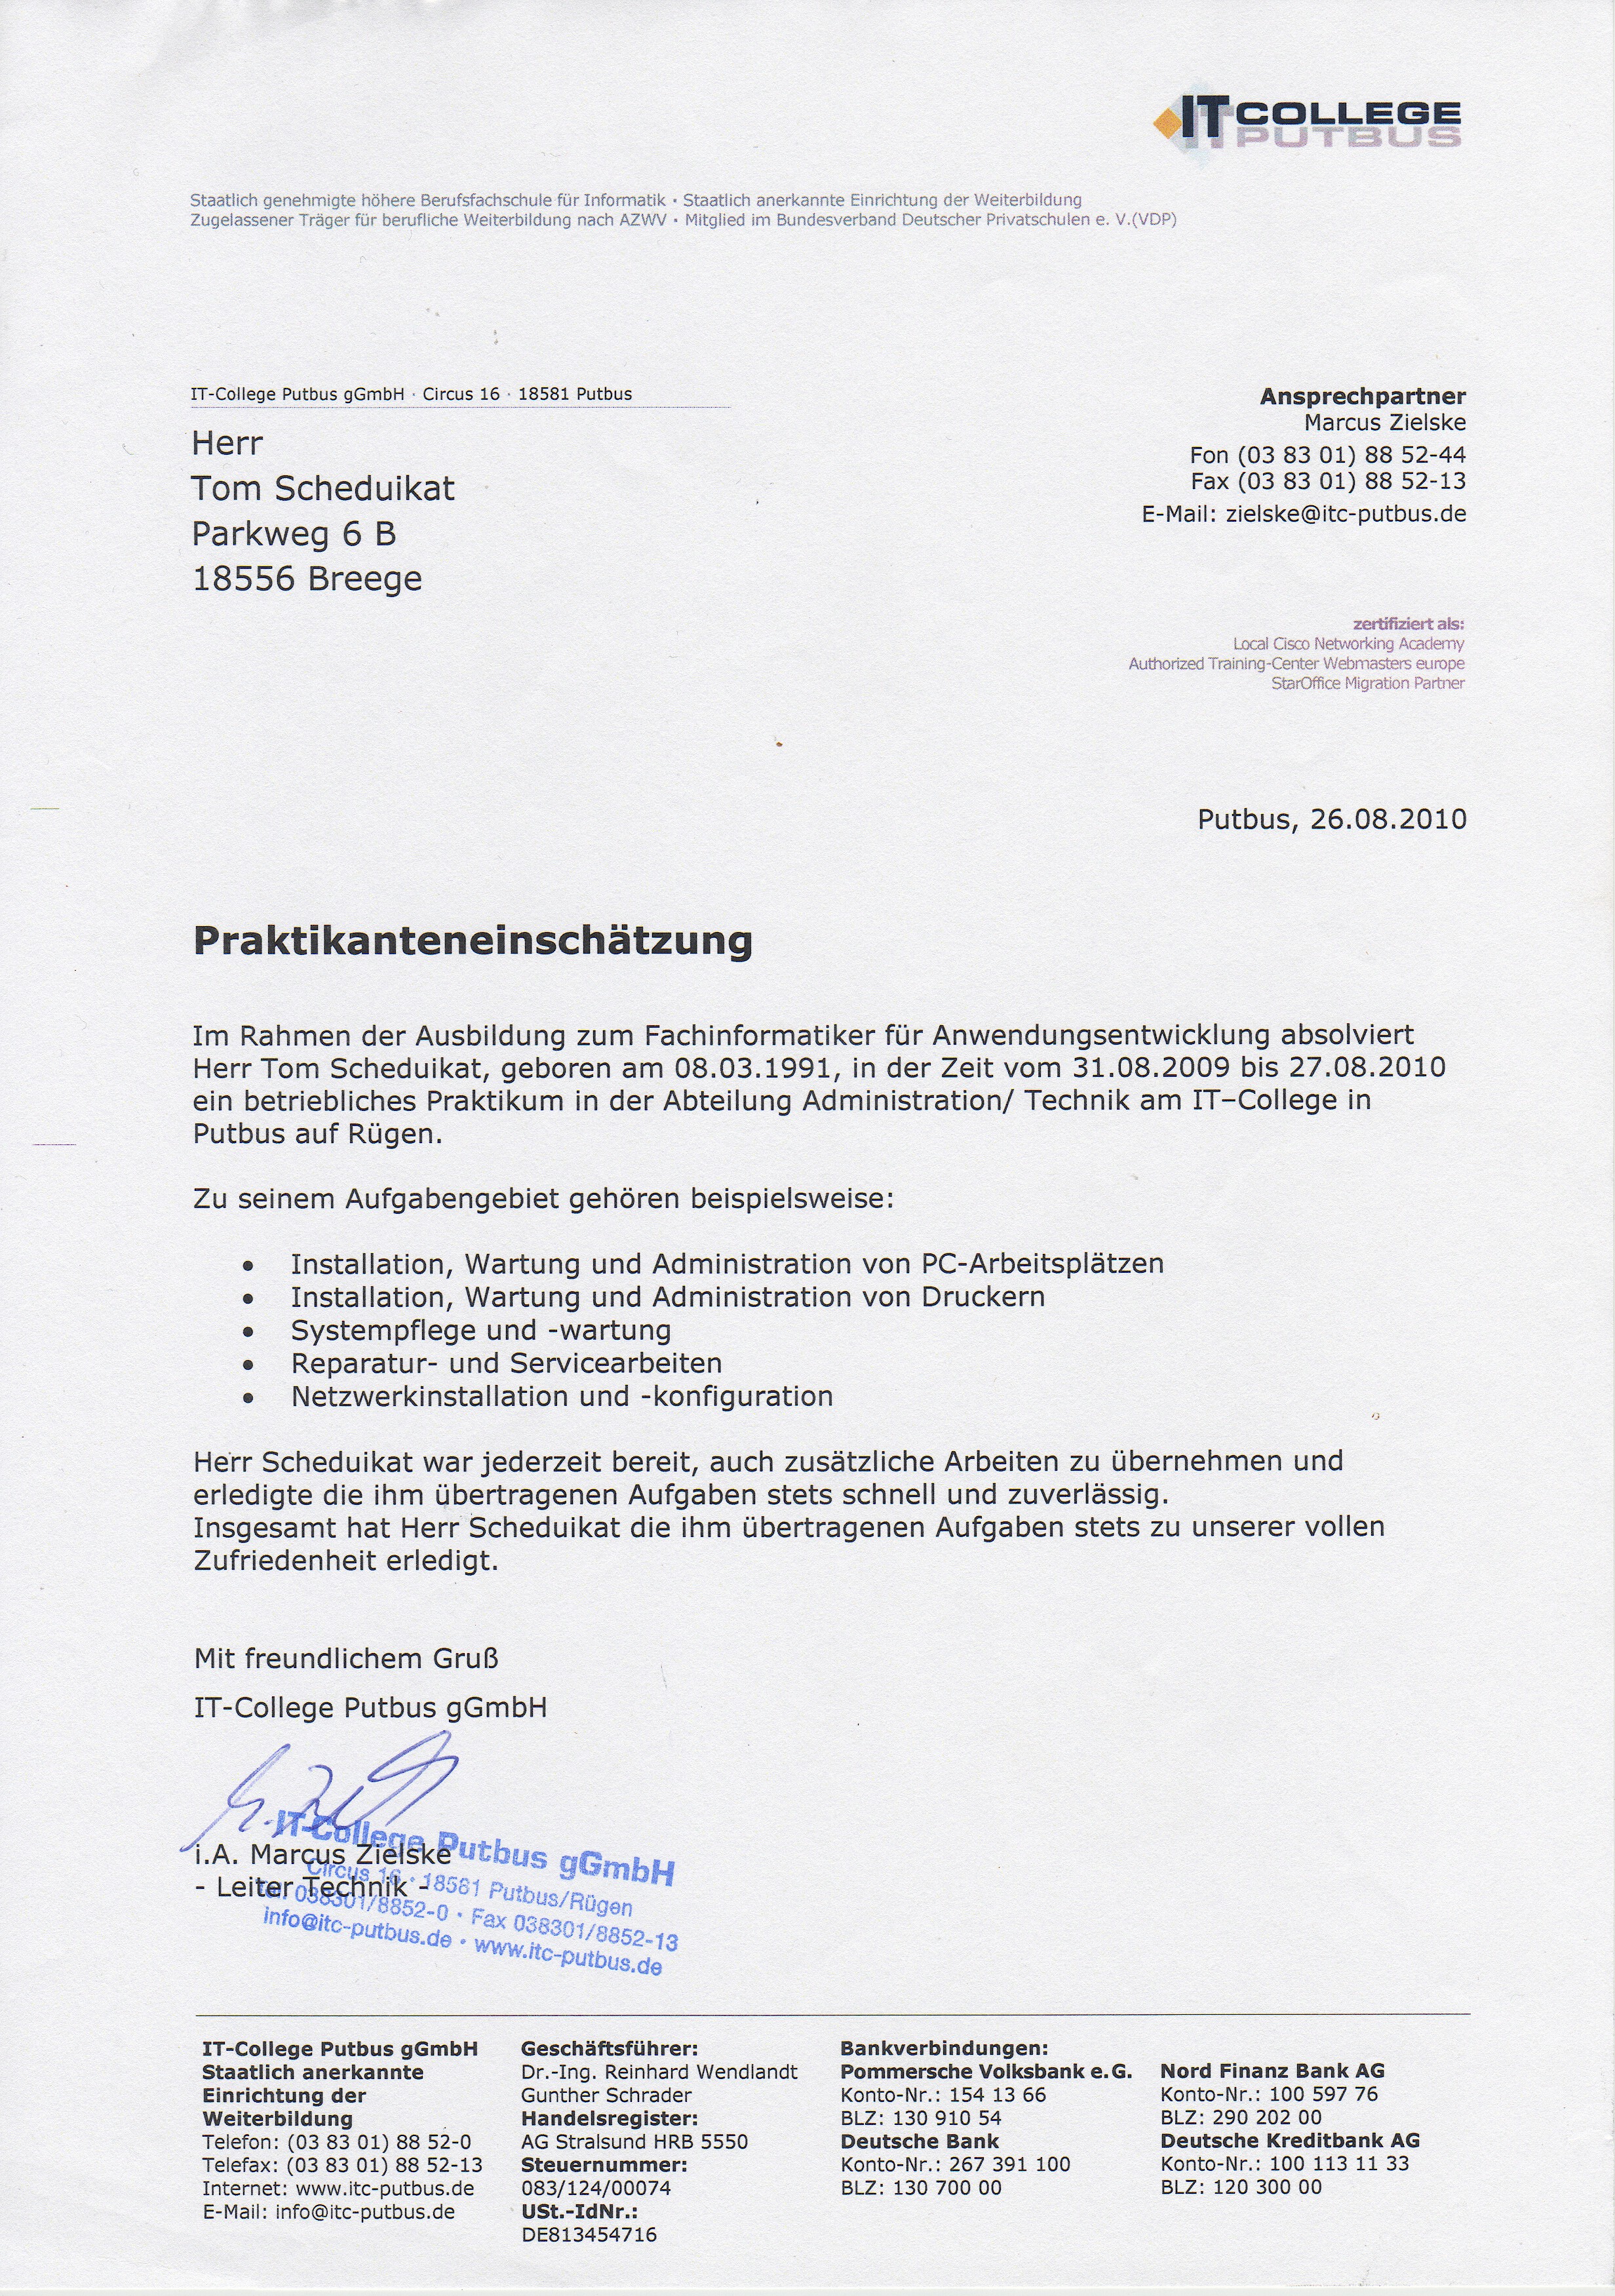 IT COLLEGE
PUTBUS
Staatlich genehmigte höhere Berufsfachschule für Informatik • Staatlich anerkannte Einrichtung der Weiterbildung
Zugelassener Träger für berufliche Weiterbildung nach AZWV • Mitglied im Bundesverband Deutscher Privatschulen e. V.(VDP)
IT-College Putbus gGmbH · Circus 16 · 18581 Putbus
Herr
Tom Scheduikat
Parkweg 6 B
18556 Breege
Ansprechpartner
Marcus Zielske
Fon (03 83 01) 88 52-44
Fax (03 83 01) 88 52-13
E-Mail: zielske@itc-putbus.de
zertifiziert als:
Local Cisco Networking Academy
Authorized Training-Center Webmasters europe
StarOffice Migration Partner
Putbus, 26.08.2010
Praktikanteneinschätzung
Im Rahmen der Ausbildung zum Fachinformatiker für Anwendungsentwicklung absolviert
Herr Tom Scheduikat, geboren am 08.03.1991, in der Zeit vom 31.08.2009 bis 27.08.2010
ein betriebliches Praktikum in der Abteilung Administration/ Technik am IT–College in
Putbus auf Rügen.
Zu seinem Aufgabengebiet gehören beispielsweise:
• Installation, Wartung und Administration von PC-Arbeitsplätzen
• Installation, Wartung und Administration von Druckern
• Systempflege und -wartung
• Reparatur- und Servicearbeiten
• Netzwerkinstallation und -konfiguration
Herr Scheduikat war jederzeit bereit, auch zusätzliche Arbeiten zu übernehmen und
erledigte die ihm übertragenen Aufgaben stets schnell und zuverlässig.
Insgesamt hat Herr Scheduikat die ihm übertragenen Aufgaben stets zu unserer vollen
Zufriedenheit erledigt.
Mit freundlichem Gruß
IT-College Putbus gGmbH
i.A. Marcus Zielske
- Leiter Technik -
IT-College Putbus gGmbH
Circus 16 · 18581 Putbus/Rügen
Tel. 038301/8852-0 · Fax 038301/8852-13
info@itc-putbus.de · www.itc-putbus.de
IT-College Putbus gGmbH
Staatlich anerkannte
Einrichtung der
Weiterbildung
Telefon: (03 83 01) 88 52-0
Telefax: (03 83 01) 88 52-13
Internet: www.itc-putbus.de
E-Mail: info@itc-putbus.de
Geschäftsführer:
Dr.-Ing. Reinhard Wendlandt
Gunther Schrader
Handelsregister:
AG Stralsund HRB 5550
Steuernummer:
083/124/00074
USt.-IdNr.:
DE813454716
Bankverbindungen:
Pommersche Volksbank e.G.
Konto-Nr.: 154 13 66
BLZ: 130 910 54
Deutsche Bank
Konto-Nr.: 267 391 100
BLZ: 130 700 00
Nord Finanz Bank AG
Konto-Nr.: 100 597 76
BLZ: 290 202 00
Deutsche Kreditbank AG
Konto-Nr.: 100 113 11 33
BLZ: 120 300 00